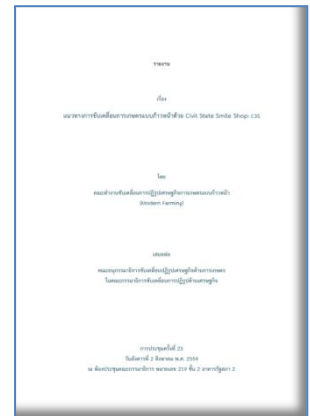 รายงาน
เรื่อง
แนวทางการขับเคลื่อนการเกษตรแบบก้าวหน้าด้วย Civil State Smile Shop: CSS
โดย
คณะทำงานขับเคลื่อนการปฏิรูปเศรษฐกิจการเกษตรแบบก้าวหน้า
(Modern Farming)
เสนอต่อ
คณะอนุกรรมาธิการขับเคลื่อนปฏิรูปเศรษฐกิจด้านการเกษตร
ในคณะกรรมาธิการขับเคลื่อนการปฏิรูปด้านเศรษฐกิจ
การประชุมครั้งที่ 23
วันอังคารที่ 2 สิงหาคม พ.ศ. 2559
ณ ห้องประชุมคณะกรรมาธิการ หมายเลข 219 ชั้น 2 อาคารรัฐสภา 2